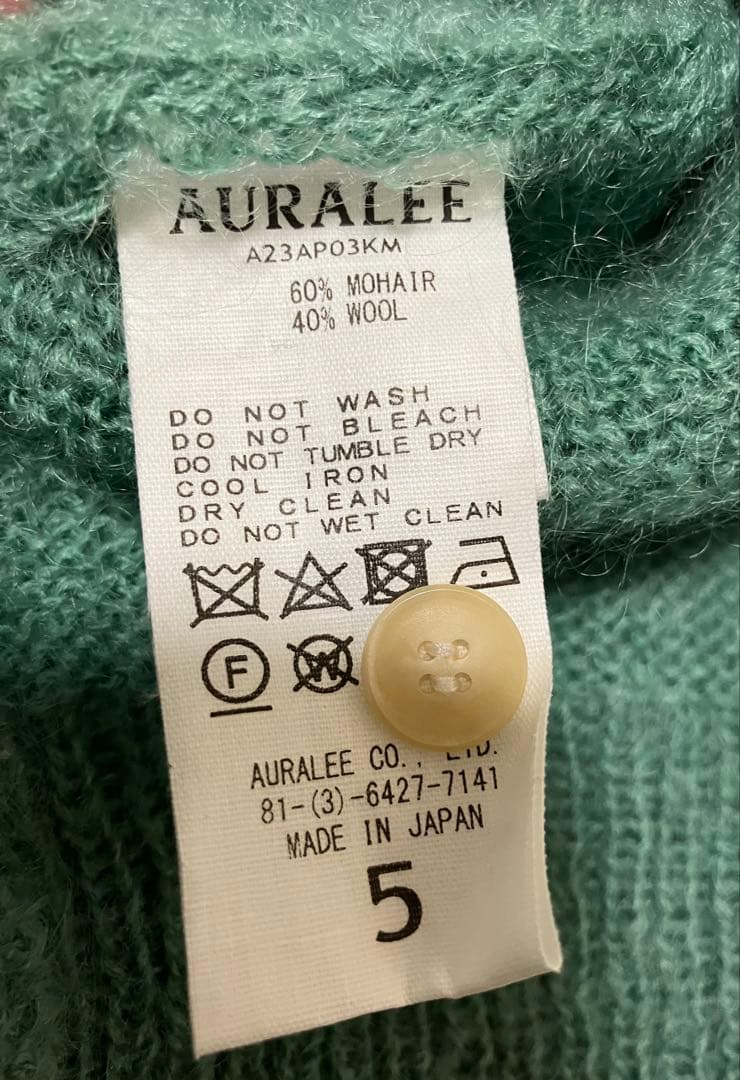 AURALEE
A23AP03KM
60% MOHAIR
40% WOOL
DO NOT WASH
DO NOT BLEACH
DO NOT TUMBLE DRY
COOL IRON
DRY CLEAN
DO NOT WET CLEAN
F W
AURALEE CO., LTD.
81-(3)-6427-7141
MADE IN JAPAN
5